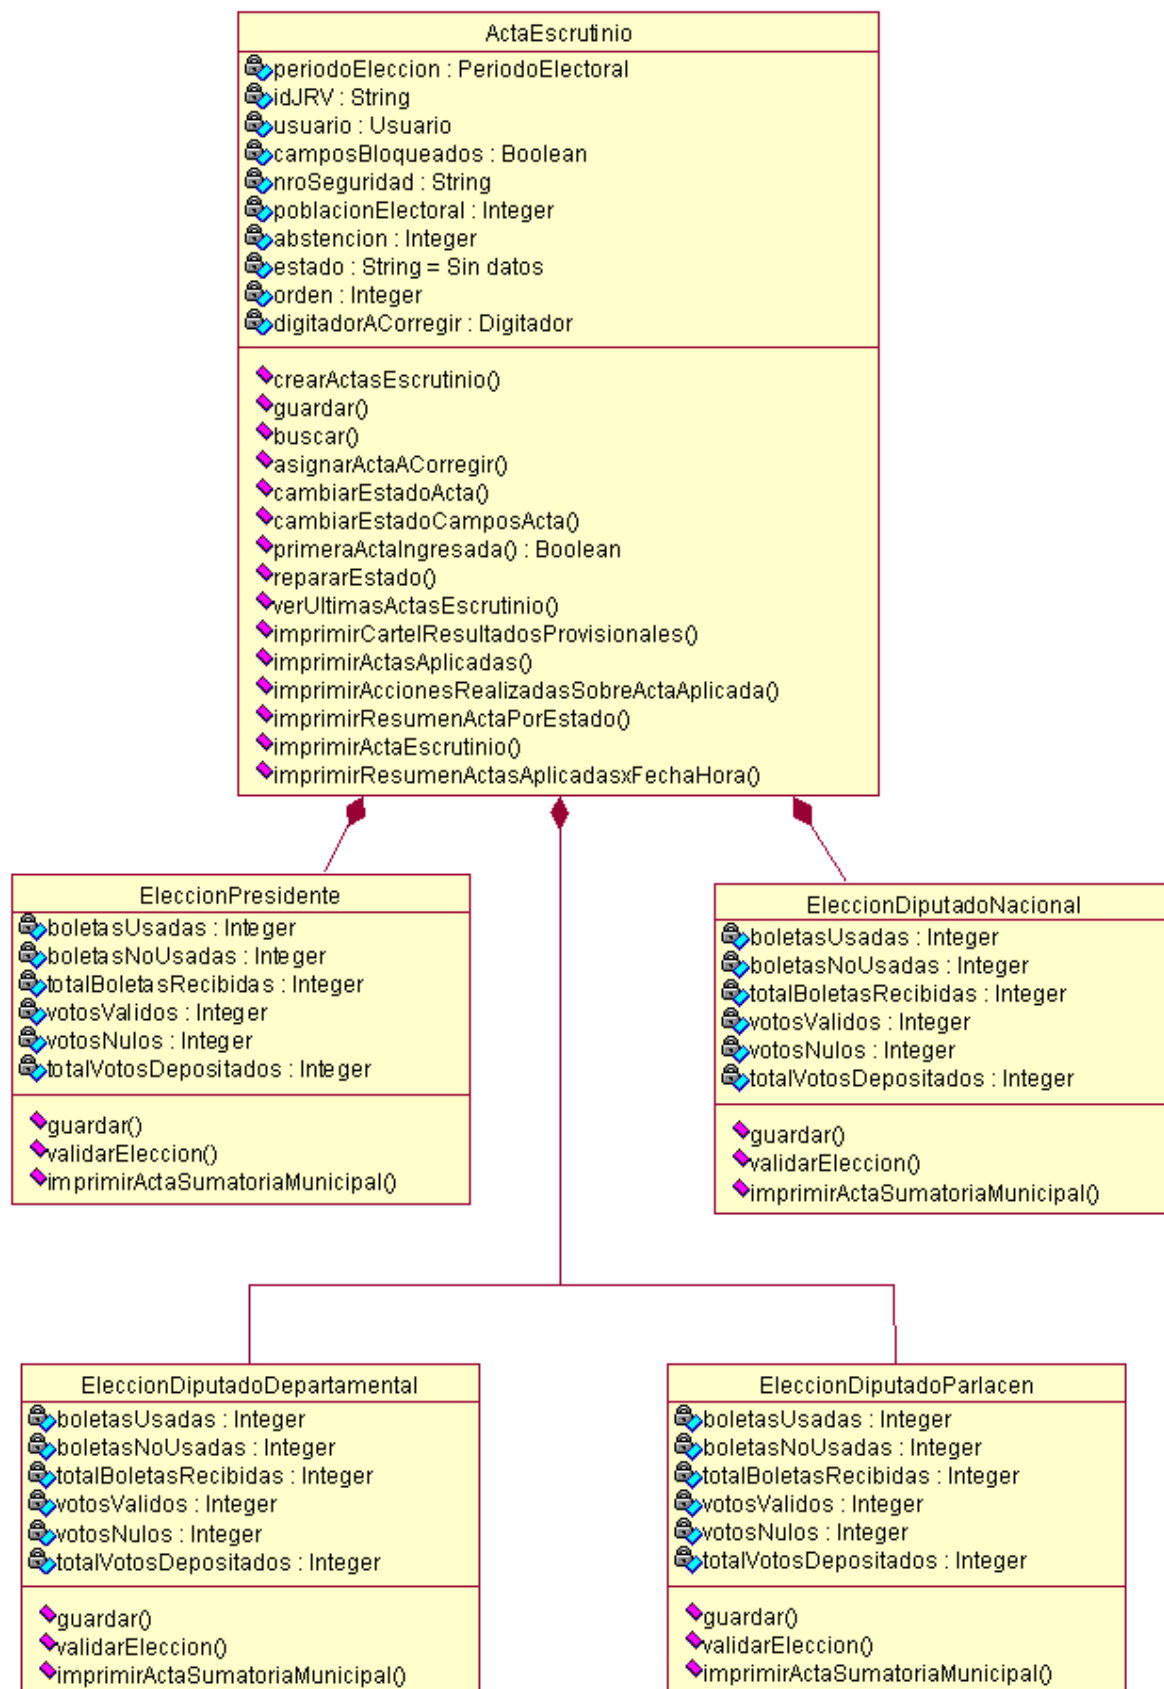 ActaEscrutinio
periodoEleccion : PeriodoElectoral
idJRV : String
usuario : Usuario
camposBloqueados : Boolean
nroSeguridad : String
poblacionElectoral : Integer
abstencion : Integer
estado : String = Sin datos
orden : Integer
digitadorACorregir : Digitador
crearActasEscrutinio()
guardar()
buscar()
asignarActaACorregir()
cambiarEstadoActa()
cambiarEstadoCamposActa()
primeraActaIngresada() : Boolean
repararEstado()
verUltimasActasEscrutinio()
imprimirCartelResultadosProvisionales()
imprimirActasAplicadas()
imprimirAccionesRealizadasSobreActaAplicada()
imprimirResumenActaPorEstado()
imprimirActaEscrutinio()
imprimirResumenActasAplicadasxFechaHora()
EleccionPresidente
boletasUsadas : Integer
boletasNoUsadas : Integer
totalBoletasRecibidas : Integer
votosValidos : Integer
votosNulos : Integer
totalVotosDepositados : Integer
guardar()
validarEleccion()
imprimirActaSumatoriaMunicipal()
EleccionDiputadoNacional
boletasUsadas : Integer
boletasNoUsadas : Integer
totalBoletasRecibidas : Integer
votosValidos : Integer
votosNulos : Integer
totalVotosDepositados : Integer
guardar()
validarEleccion()
imprimirActaSumatoriaMunicipal()
EleccionDiputadoDepartamental
boletasUsadas : Integer
boletasNoUsadas : Integer
totalBoletasRecibidas : Integer
votosValidos : Integer
votosNulos : Integer
totalVotosDepositados : Integer
guardar()
validarEleccion()
imprimirActaSumatoriaMunicipal()
EleccionDiputadoParlacen
boletasUsadas : Integer
boletasNoUsadas : Integer
totalBoletasRecibidas : Integer
votosValidos : Integer
votosNulos : Integer
totalVotosDepositados : Integer
guardar()
validarEleccion()
imprimirActaSumatoriaMunicipal()